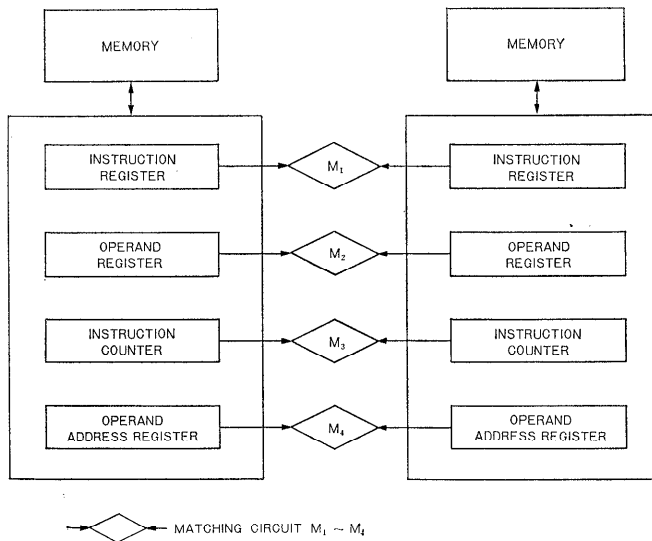 MEMORY
MEMORY
INSTRUCTION
REGISTER
M₁
INSTRUCTION
REGISTER
OPERAND
REGISTER
M₂
OPERAND
REGISTER
INSTRUCTION
COUNTER
M₃
INSTRUCTION
COUNTER
OPERAND
ADDRESS REGISTER
M₄
OPERAND
ADDRESS REGISTER
MATCHING CIRCUIT M₁ ~ M₄